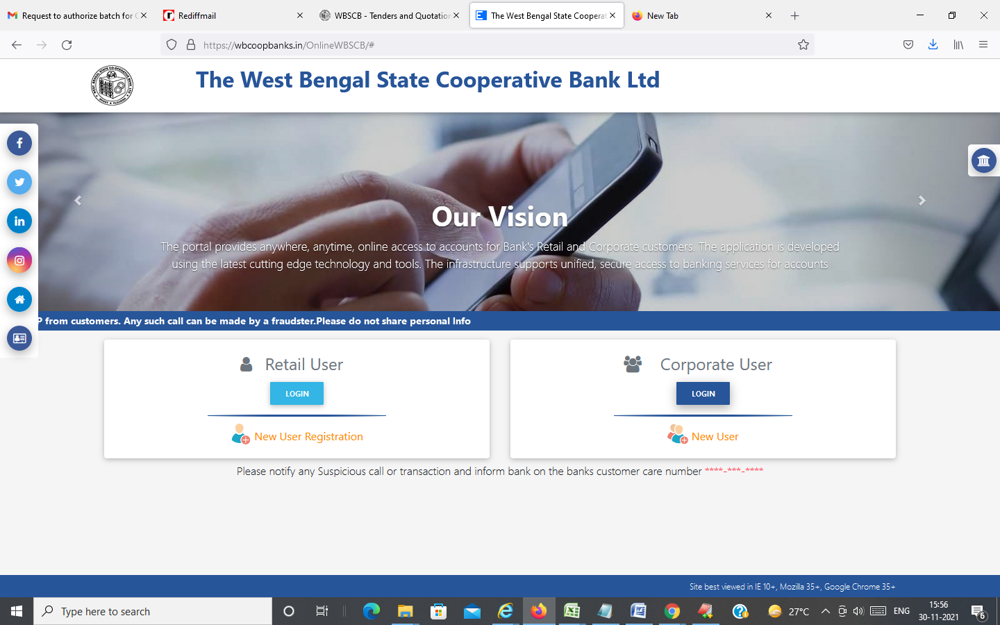 Request to authorize batch for
Rediffmail
WBSCB - Tenders and Quotation
The West Bengal State Cooperat
New Tab
https://wbcoopbanks.in/OnlineWBSCB/#
The West Bengal State Cooperative Bank Ltd
Our Vision
The portal provides anywhere, anytime, online access to accounts for Bank's Retail and Corporate customers. The application is developed
using the latest cutting edge technology and tools. The infrastructure supports unified, secure access to banking services for accounts
P from customers. Any such call can be made by a fraudster.Please do not share personal Info
Retail User
LOGIN
New User Registration
Corporate User
LOGIN
New User
Please notify any Suspicious call or transaction and inform bank on the banks customer care number ****-***-****
Site best viewed in IE 10+, Mozilla 35+, Google Chrome 35+
Type here to search
27°C
ENG
15:56
30-11-2021
6